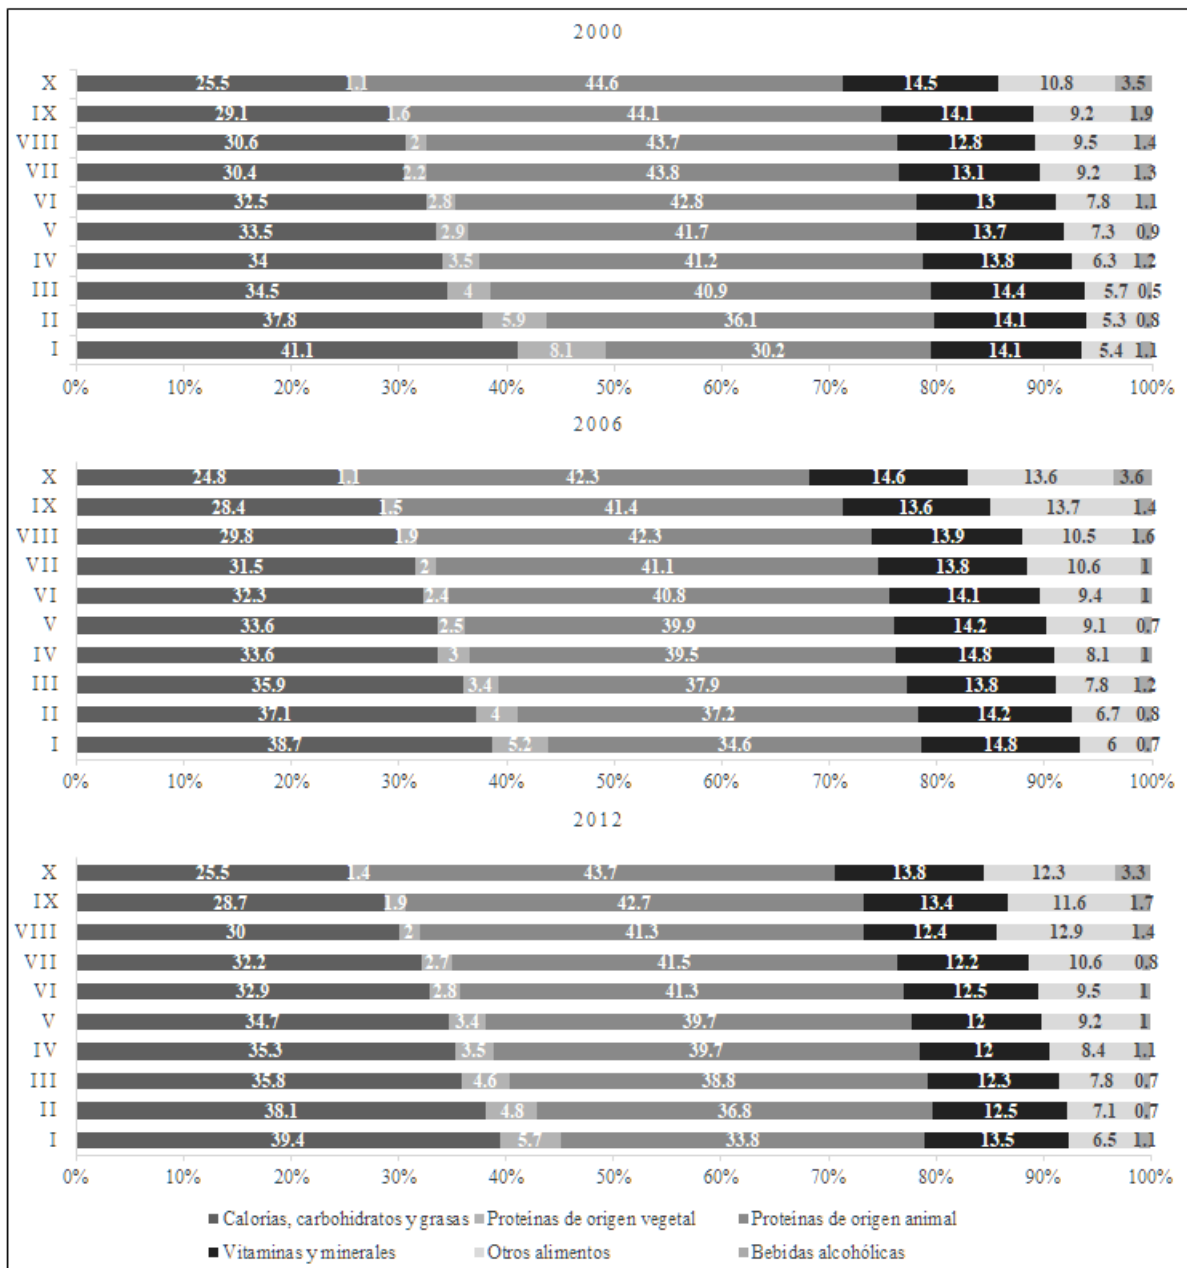 2000
X 25.5 1.1 44.6 14.5 10.8 3.5
IX 29.1 1.6 44.1 14.1 9.2 1.9
VIII 30.6 2 43.7 12.8 9.5 1.4
VII 30.4 2.2 43.8 13.1 9.2 1.3
VI 32.5 2.8 42.8 13 7.8 1.1
V 33.5 2.9 41.7 13.7 7.3 0.9
IV 34 3.5 41.2 13.8 6.3 1.2
III 34.5 4 40.9 14.4 5.7 0.5
II 37.8 5.9 36.1 14.1 5.3 0.8
I 41.1 8.1 30.2 14.1 5.4 1.1
0% 10% 20% 30% 40% 50% 60% 70% 80% 90% 100%
2006
X 24.8 1.1 42.3 14.6 13.6 3.6
IX 28.4 1.5 41.4 13.6 13.7 1.4
VIII 29.8 1.9 42.3 13.9 10.5 1.6
VII 31.5 2 41.1 13.8 10.6 1
VI 32.3 2.4 40.8 14.1 9.4 1
V 33.6 2.5 39.9 14.2 9.1 0.7
IV 33.6 3 39.5 14.8 8.1 1
III 35.9 3.4 37.9 13.8 7.8 1.2
II 37.1 4 37.2 14.2 6.7 0.8
I 38.7 5.2 34.6 14.8 6 0.7
0% 10% 20% 30% 40% 50% 60% 70% 80% 90% 100%
2012
X 25.5 1.4 43.7 13.8 12.3 3.3
IX 28.7 1.9 42.7 13.4 11.6 1.7
VIII 30 2 41.3 12.4 12.9 1.4
VII 32.2 2.7 41.5 12.2 10.6 0.8
VI 32.9 2.8 41.3 12.5 9.5 1
V 34.7 3.4 39.7 12 9.2 1
IV 35.3 3.5 39.7 12 8.4 1.1
III 35.8 4.6 38.8 12.3 7.8 0.7
II 38.1 4.8 36.8 12.5 7.1 0.7
I 39.4 5.7 33.8 13.5 6.5 1.1
0% 10% 20% 30% 40% 50% 60% 70% 80% 90% 100%
Calorías, carbohidratos y grasas Proteinas de origen vegetal Proteinas de origen animal
Vitaminas y minerales Otros alimentos Bebidas alcohólicas